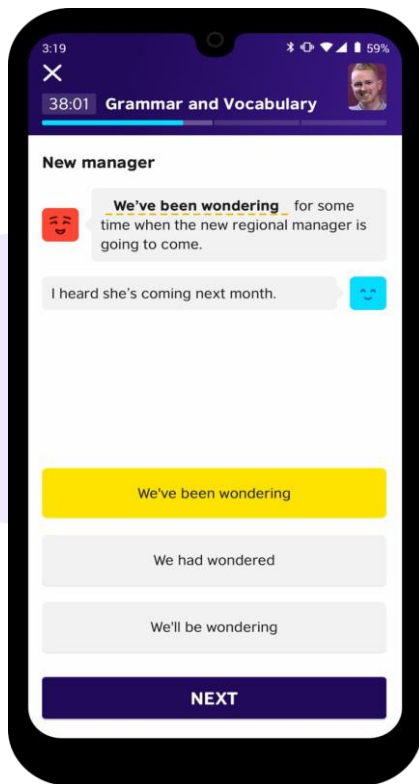 3:19
59%
38:01 Grammar and Vocabulary
New manager
We've been wondering for some
time when the new regional manager is
going to come.
I heard she's coming next month.
We've been wondering
We had wondered
We'll be wondering
NEXT